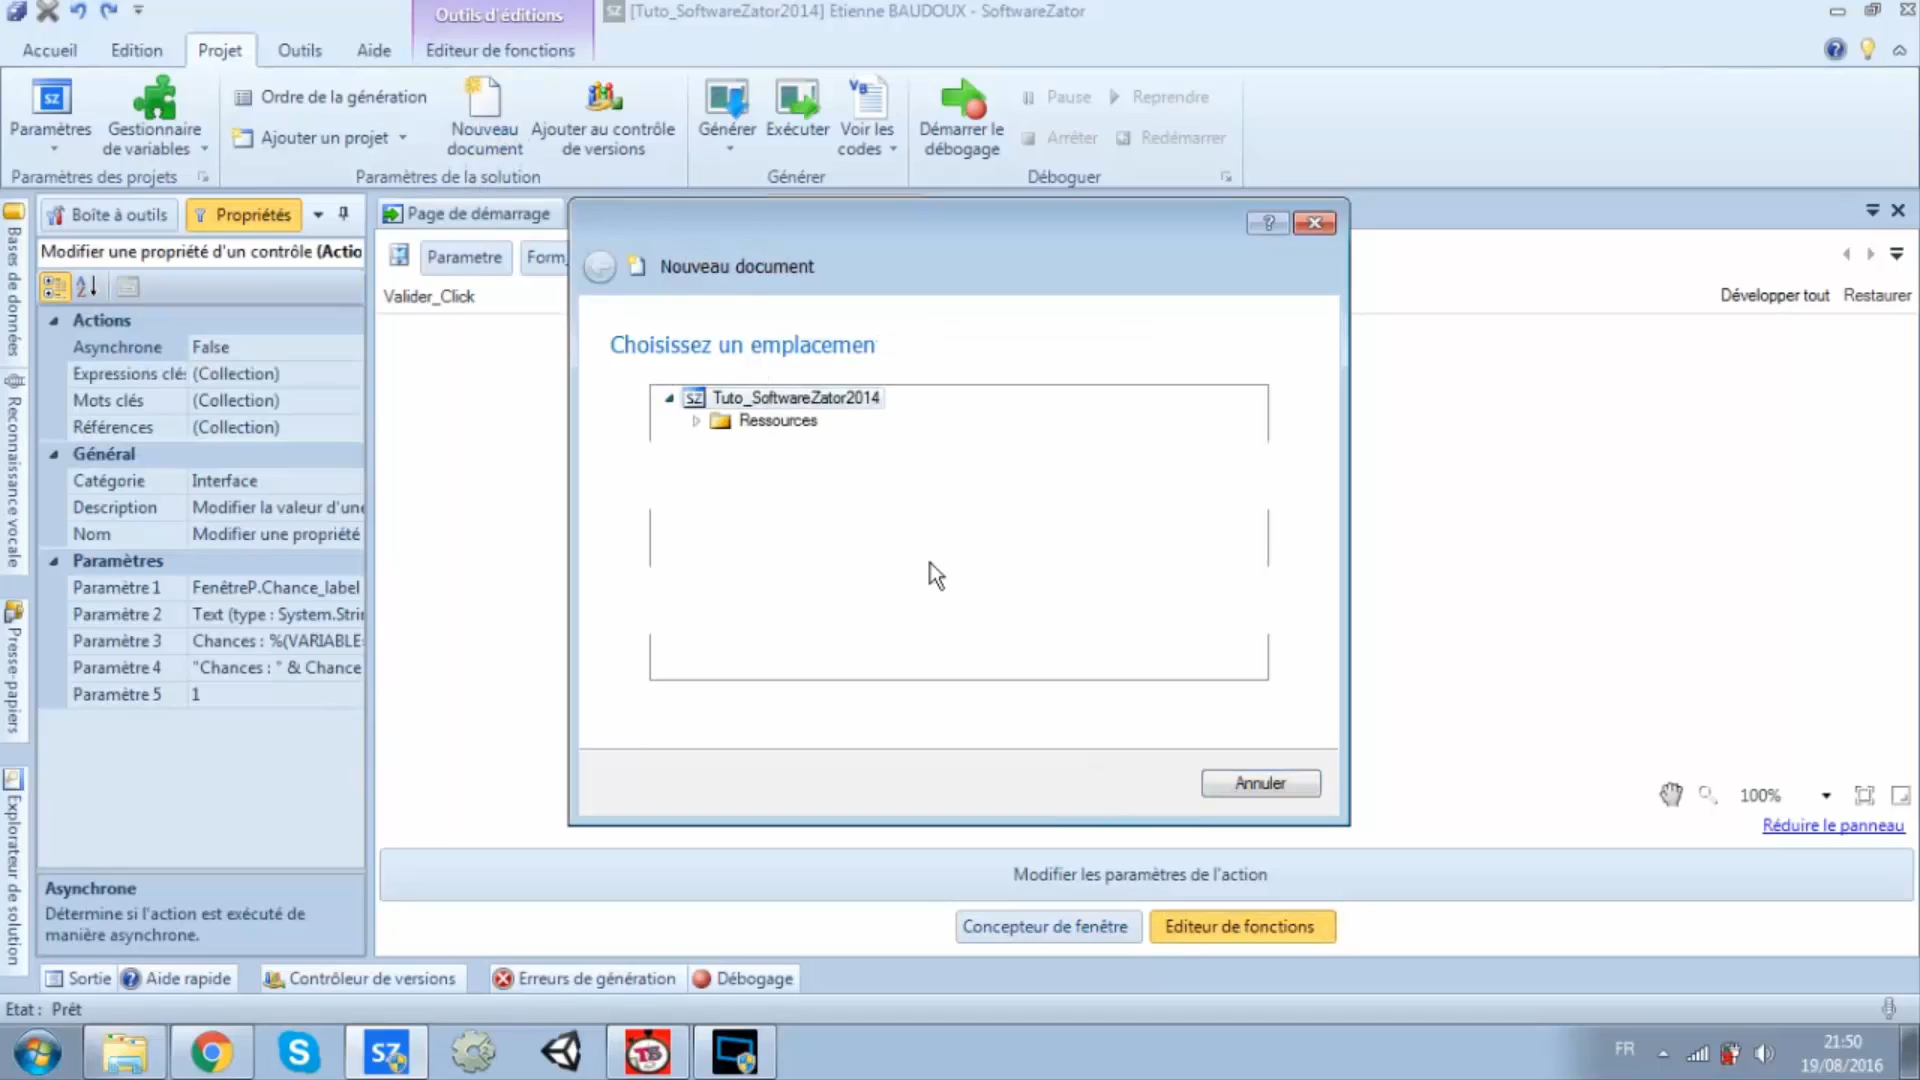 Outils d'éditions
[Tuto_SoftwareZator2014] Etienne BAUDOUX - SoftwareZator
Accueil Edition Projet Outils Aide Editeur de fonctions
Paramètres
Gestionnaire de variables
Ordre de la génération
Ajouter un projet
Nouveau document
Ajouter au contrôle de versions
Générer
Exécuter
Voir les codes
Démarrer le débogage
Pause Reprendre
Arrêter Redémarrer
Paramètres des projets
Paramètres de la solution
Générer
Déboguer
Bases de données
Reconnaissance vocale
Presse-papiers
Explorateur de solution
Boîte à outils Propriétés
Modifier une propriété d'un contrôle (Actio
Actions
Asynchrone False
Expressions clé (Collection)
Mots clés (Collection)
Références (Collection)
Général
Catégorie Interface
Description Modifier la valeur d'une
Nom Modifier une propriété
Paramètres
Paramètre 1 FenêtreP.Chance_label
Paramètre 2 Text (type : System.Strin
Paramètre 3 Chances : %(VARIABLE:
Paramètre 4 "Chances : " & Chance
Paramètre 5 1
Asynchrone
Détermine si l'action est exécuté de
manière asynchrone.
Page de démarrage
Parametre Form_
Valider_Click
Développer tout Restaurer
Nouveau document
Choisissez un emplacemen
SZ Tuto_SoftwareZator2014
Ressources
Annuler
100%
Réduire le panneau
Modifier les paramètres de l'action
Concepteur de fenêtre Editeur de fonctions
Sortie Aide rapide Contrôleur de versions Erreurs de génération Débogage
Etat : Prêt
FR
21:50
19/08/2016